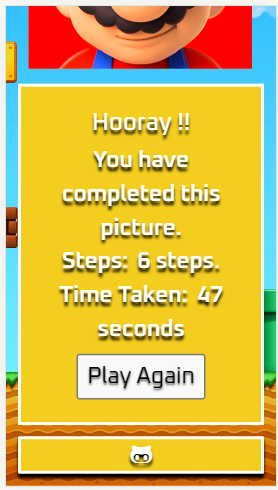 Hooray !!
You have
completed this
picture.
Steps: 6 steps.
Time Taken: 47
seconds
Play Again